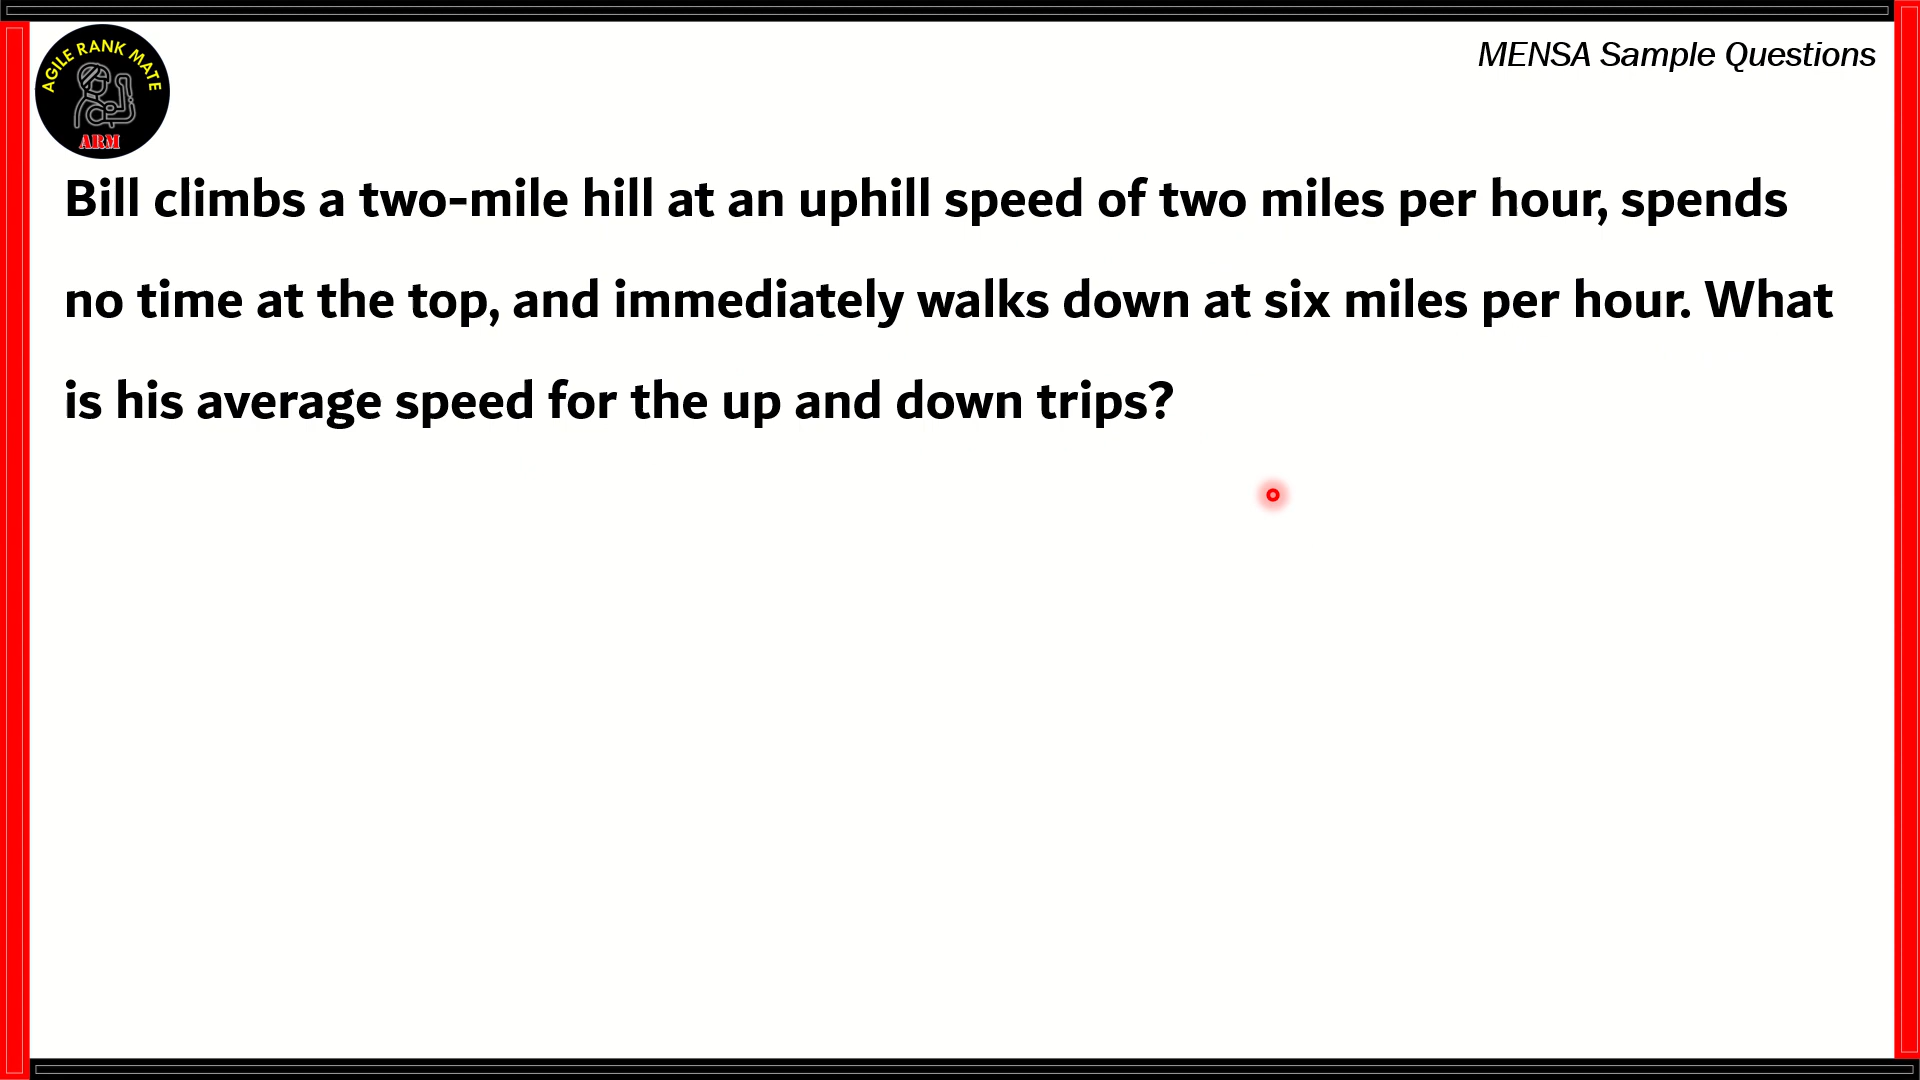 AGILE RANK MATE
ARM
MENSA Sample Questions
Bill climbs a two-mile hill at an uphill speed of two miles per hour, spends
no time at the top, and immediately walks down at six miles per hour. What
is his average speed for the up and down trips?